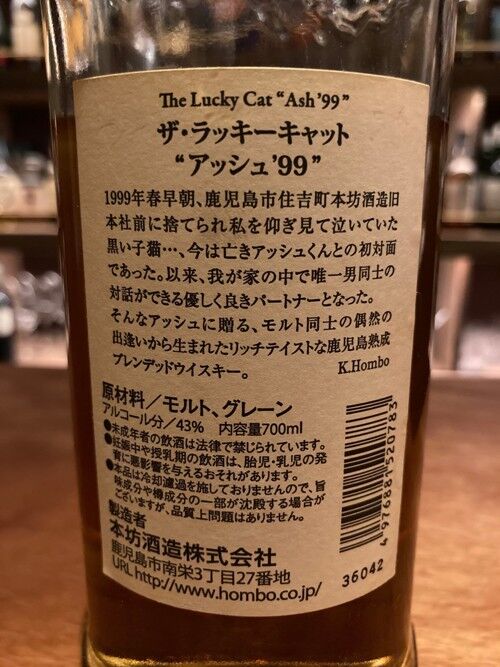 The Lucky Cat “Ash '99”
ザ・ラッキーキャット
“アッシュ'99”
1999年春早朝、鹿児島市住吉町本坊酒造旧
本社前に捨てられ私を仰ぎ見て泣いていた
黒い子猫…、今は亡きアッシュくんとの初対面
であった。以来、我が家の中で唯一男同士の
対話ができる優しく良きパートナーとなった。
そんなアッシュに贈る、モルト同士の偶然の
出逢いから生まれたリッチテイストな鹿児島熟成
ブレンデッドウイスキー。 K.Hombo
原材料／モルト、グレーン
アルコール分／43% 内容量700ml
●未成年者の飲酒は法律で禁じられています。
●妊娠中や授乳期の飲酒は、胎児・乳児の発
育に悪影響を与えるおそれがあります。
●本品は冷却濾過を施しておりませんので、旨
味成分や樽成分の一部が沈殿する場合が
ございますが、品質上問題はありません。
製造者
本坊酒造株式会社
鹿児島市南栄3丁目27番地
URL http://www.hombo.co.jp/
4976881520783
36042